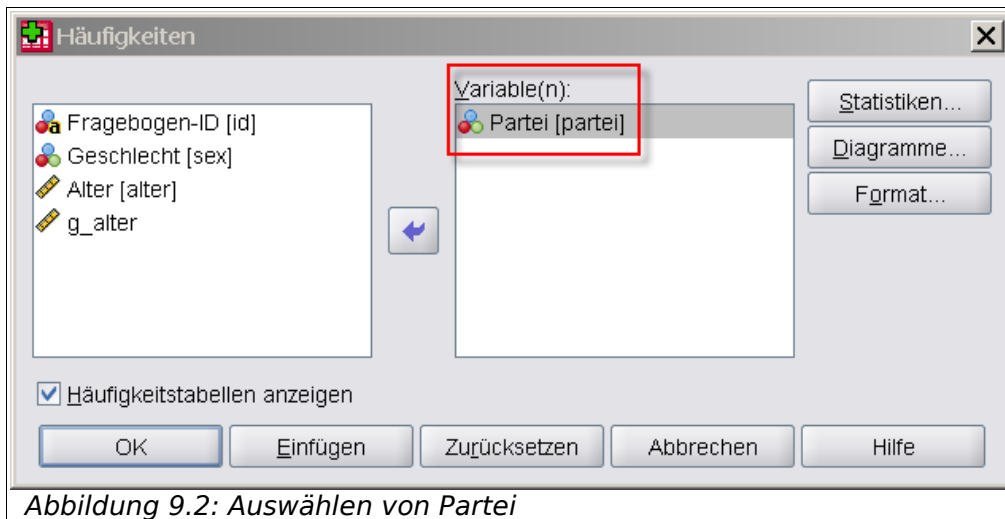 Häufigkeiten
Variable(n):
Fragebogen-ID [id]
Geschlecht [sex]
Alter [alter]
g_alter
Partei [partei]
Statistiken...
Diagramme...
Format...
Häufigkeitstabellen anzeigen
OK
Einfügen
Zurücksetzen
Abbrechen
Hilfe
Abbildung 9.2: Auswählen von Partei